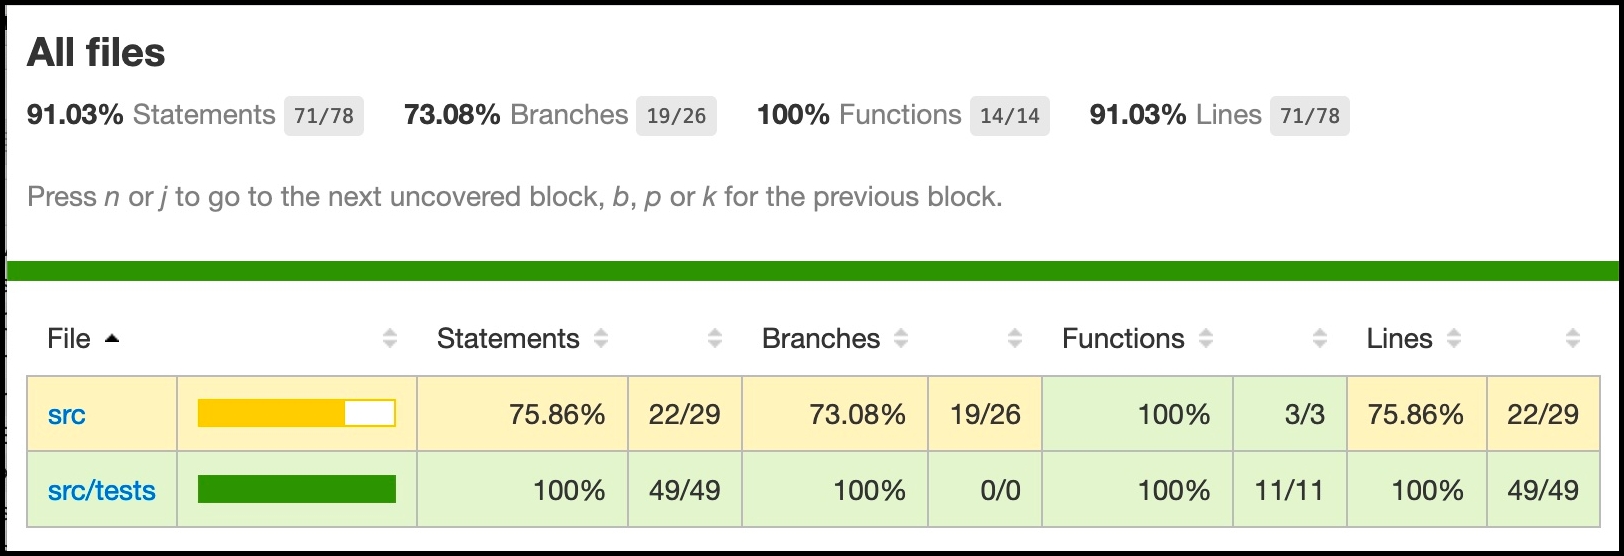 All files
91.03% Statements 71/78 73.08% Branches 19/26 100% Functions 14/14 91.03% Lines 71/78
Press n or j to go to the next uncovered block, b, p or k for the previous block.
File Statements Branches Functions Lines
src 75.86% 22/29 73.08% 19/26 100% 3/3 75.86% 22/29
src/tests 100% 49/49 100% 0/0 100% 11/11 100% 49/49